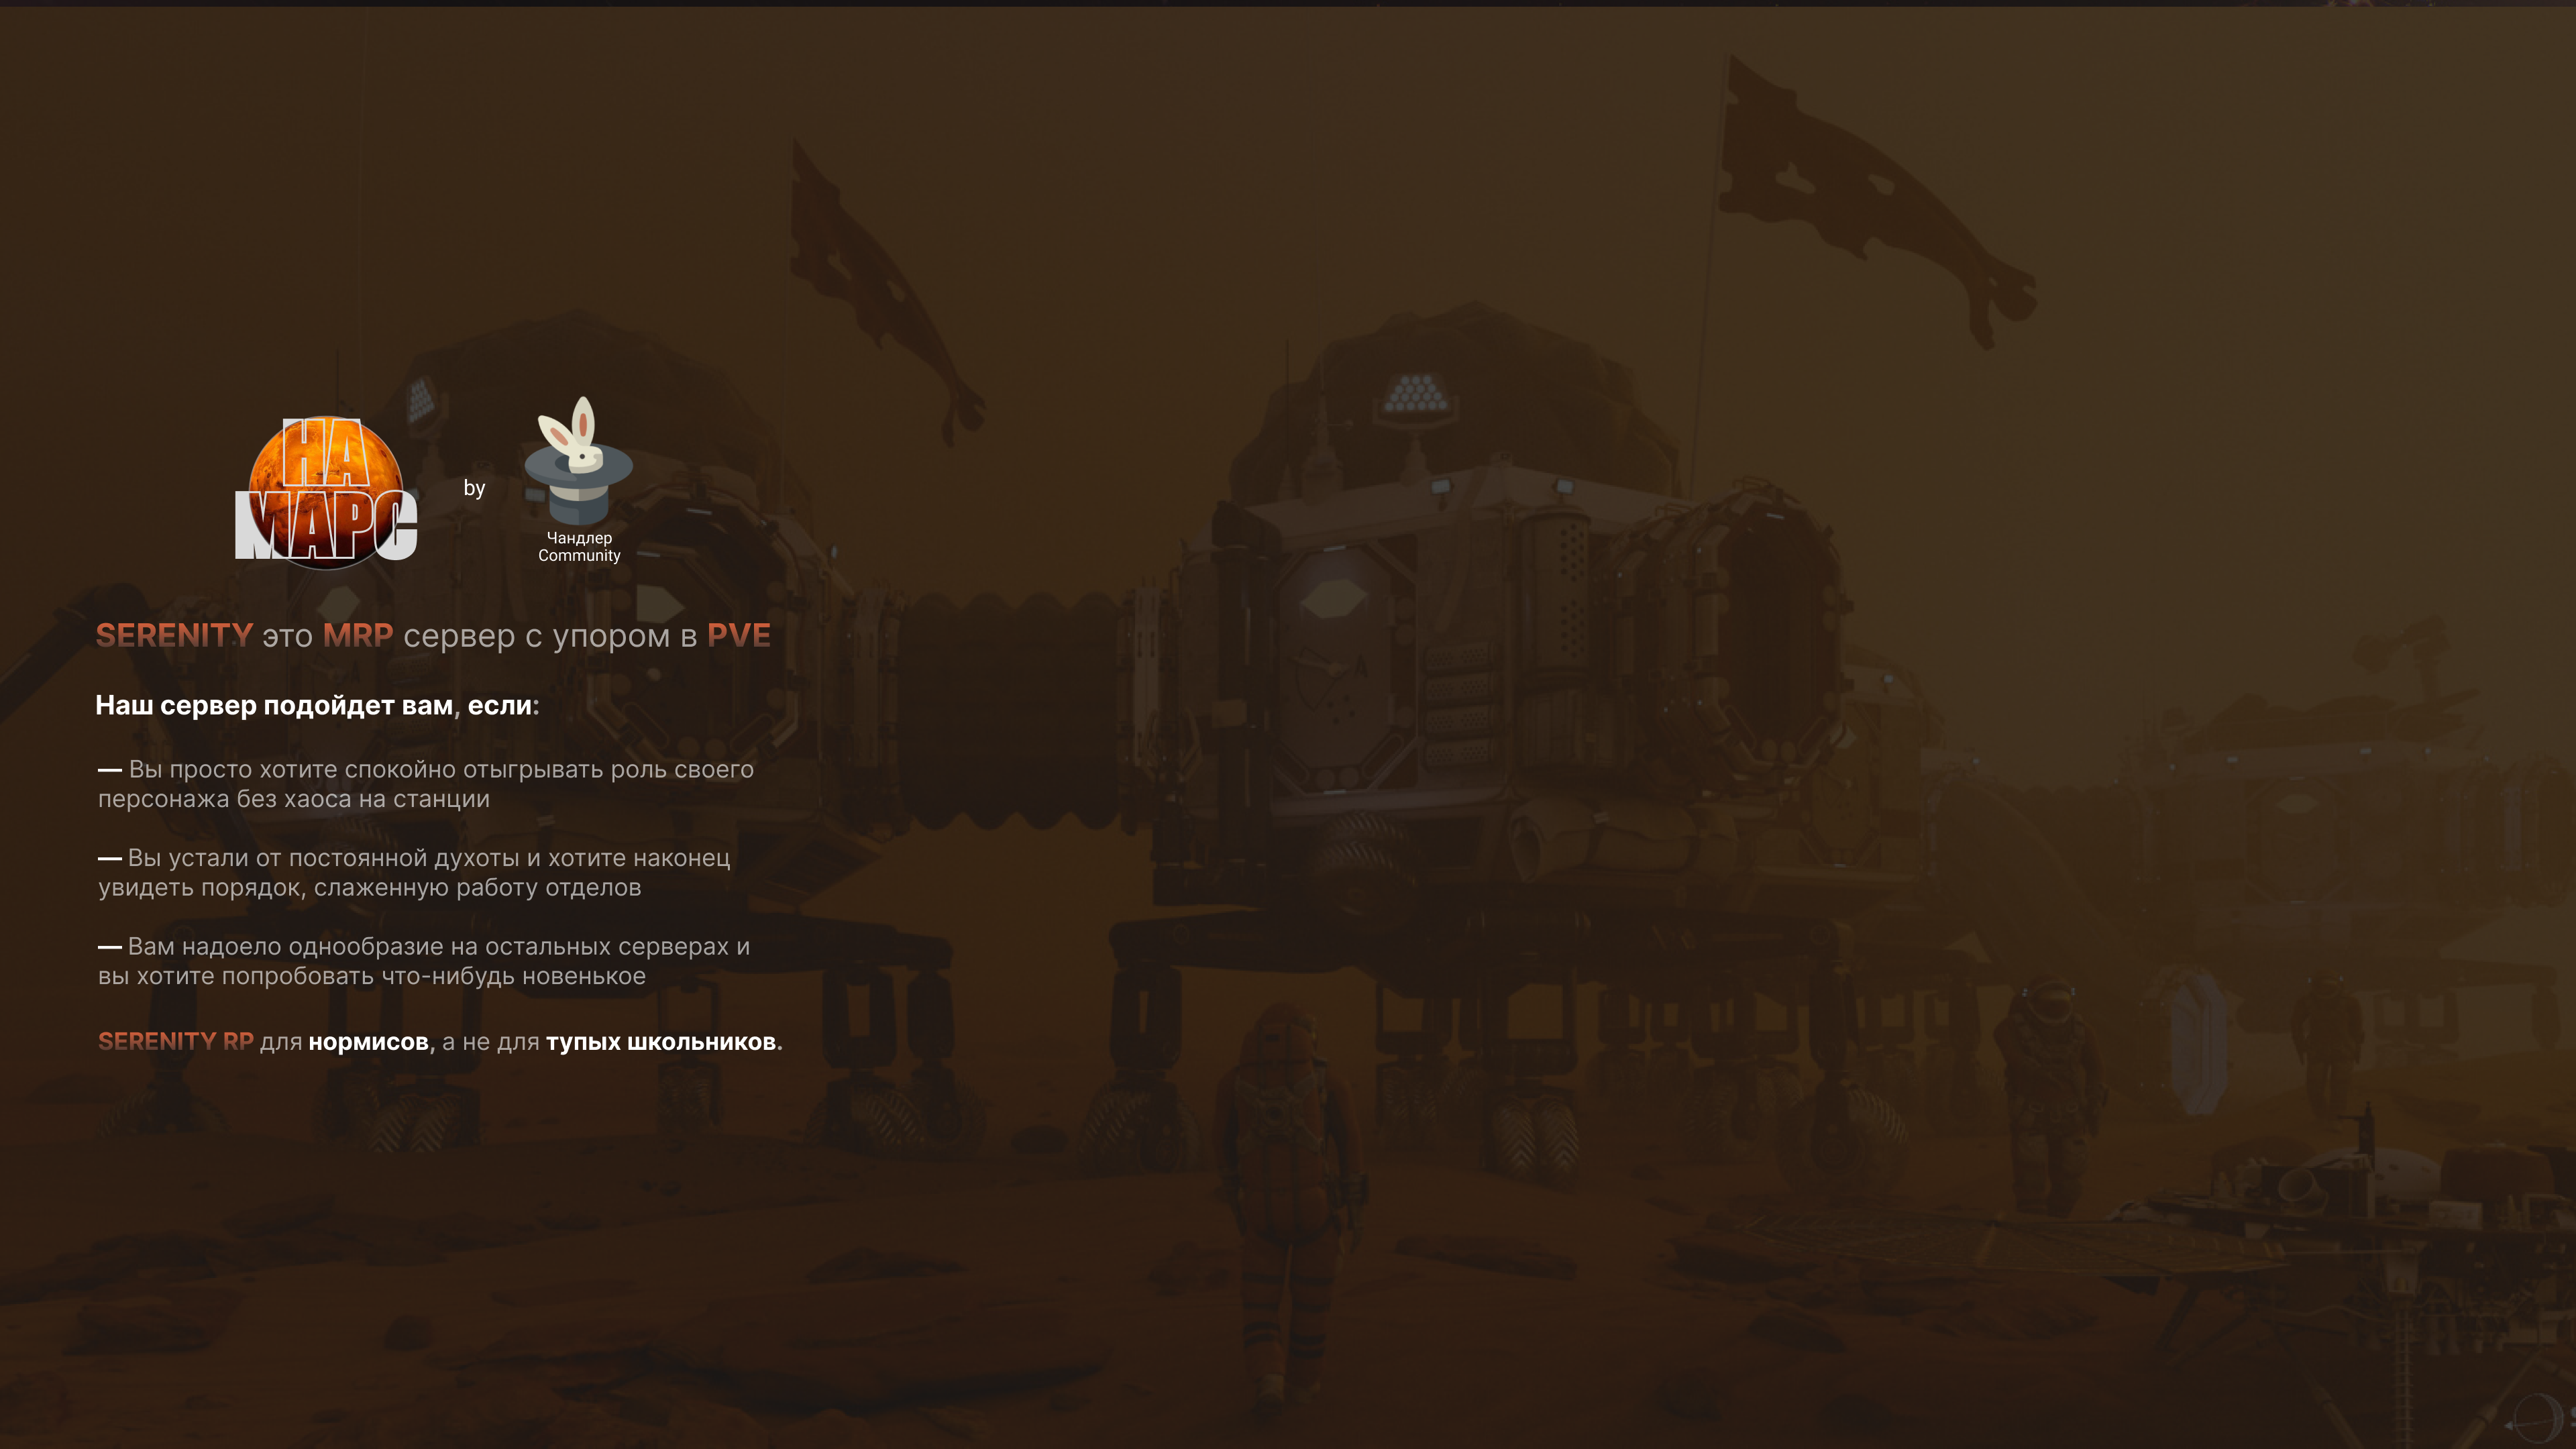 НА
МАРС
by
Чандлер
Community
SERENITY это MRP сервер с упором в PVE
Наш сервер подойдет вам, если:
— Вы просто хотите спокойно отыгрывать роль своего
персонажа без хаоса на станции
— Вы устали от постоянной духоты и хотите наконец
увидеть порядок, слаженную работу отделов
— Вам надоело однообразие на остальных серверах и
вы хотите попробовать что-нибудь новенькое
SERENITY RP для нормисов, а не для тупых школьников.